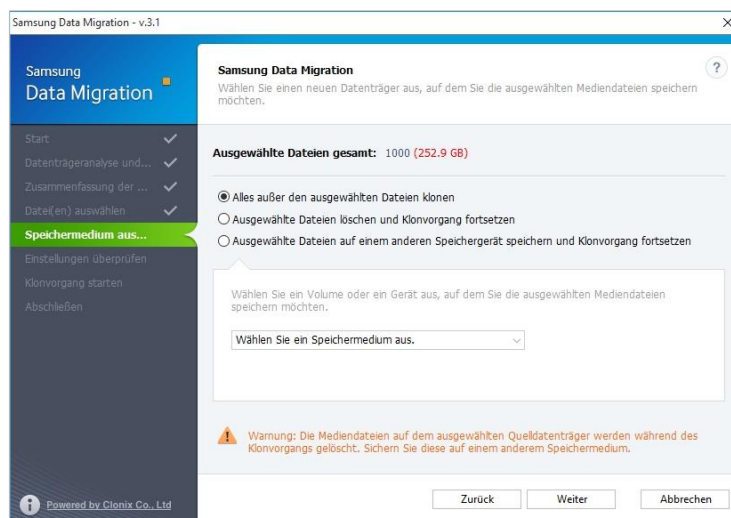 Samsung Data Migration - v.3.1
Samsung
Data Migration
Start
Datenträgeranalyse und...
Zusammenfassung der ...
Datei(en) auswählen
Speichermedium aus...
Einstellungen überprüfen
Klonvorgang starten
Abschließen
Powered by Clonix Co., Ltd
Samsung Data Migration
?
Wählen Sie einen neuen Datenträger aus, auf dem Sie die ausgewählten Mediendateien speichern
möchten.
Ausgewählte Dateien gesamt: 1000 (252.9 GB)
Alles außer den ausgewählten Dateien klonen
Ausgewählte Dateien löschen und Klonvorgang fortsetzen
Ausgewählte Dateien auf einem anderen Speichergerät speichern und Klonvorgang fortsetzen
Wählen Sie ein Volume oder ein Gerät aus, auf dem Sie die ausgewählten Mediendateien
speichern möchten.
Wählen Sie ein Speichermedium aus.
Warnung: Die Mediendateien auf dem ausgewählten Quelldatenträger werden während des
Klonvorgangs gelöscht. Sichern Sie diese auf einem anderem Speichermedium.
Zurück
Weiter
Abbrechen